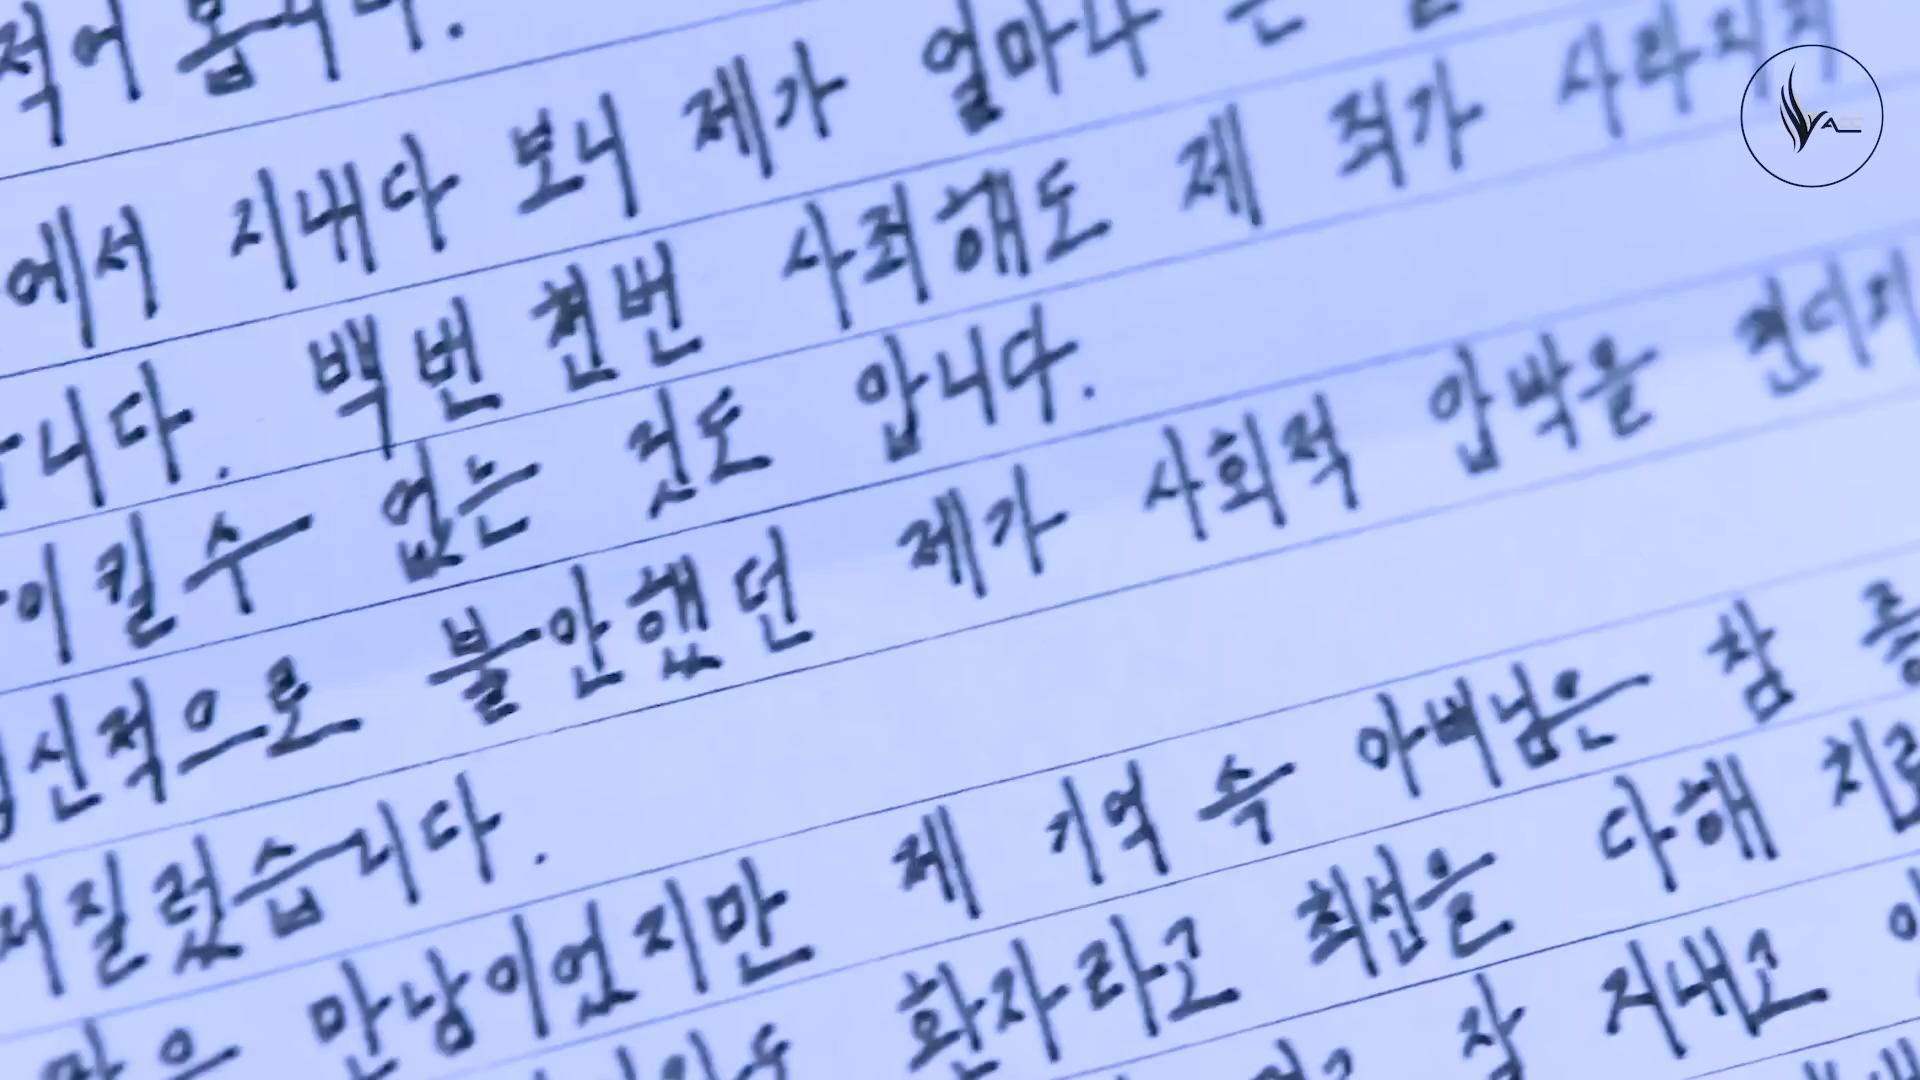 적어 봅니다.
에서 지내다 보니 제가 얼마나
니다. 백번 천번 사죄해도 제 죄가 사라지지
이킬수 없는 것도 압니다.
신적으로 불안했던 제가 사회적 압박을 견디지
저질렀습니다.
만남이었지만 제 기억속 아버님은 참
환자라고 최선을 다해 치료
잘 지내고